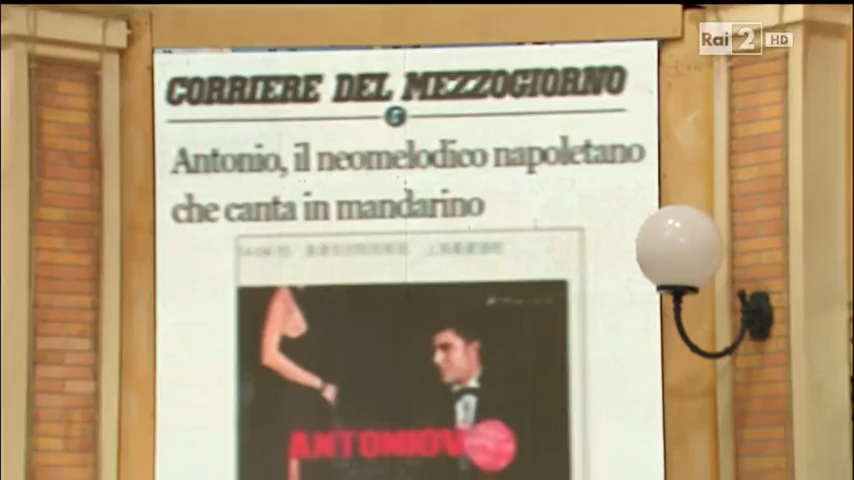 Rai 2 HD
CORRIERE DEL MEZZOGIORNO
G
Antonio, il neomelodico napoletano
che canta in mandarino
ANTONIOV